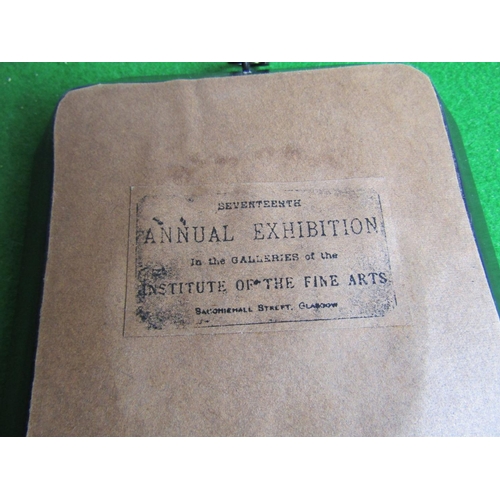 SEVENTEENTH
ANNUAL EXHIBITION
In the GALLERIES of the
INSTITUTE OF THE FINE ARTS
SAUCHIEHALL STREET, GLASGOW